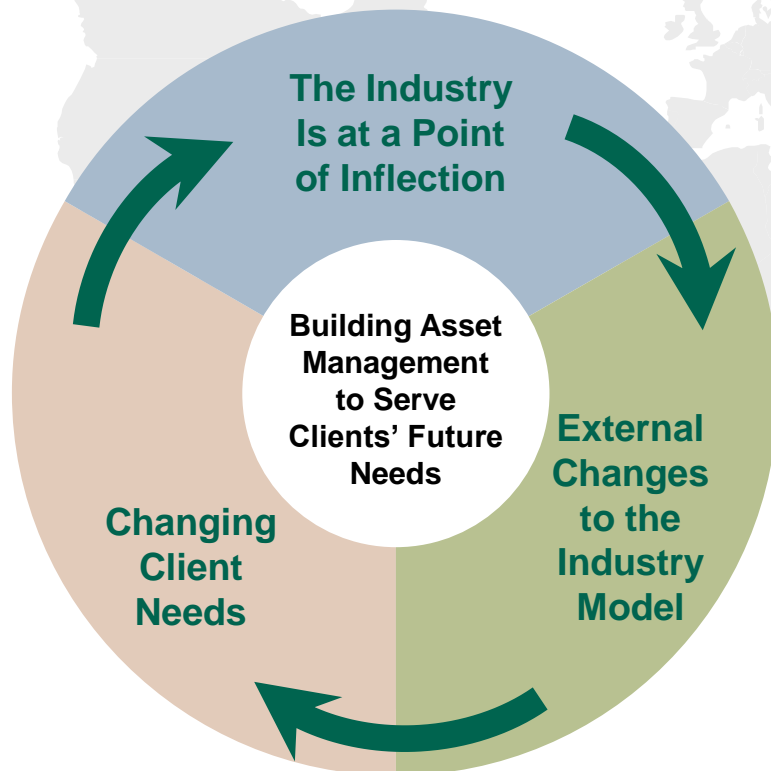 The Industry
Is at a Point
of Inflection
Building Asset
Management
to Serve
Clients’ Future
Needs
External
Changes
to the
Industry
Model
Changing
Client
Needs